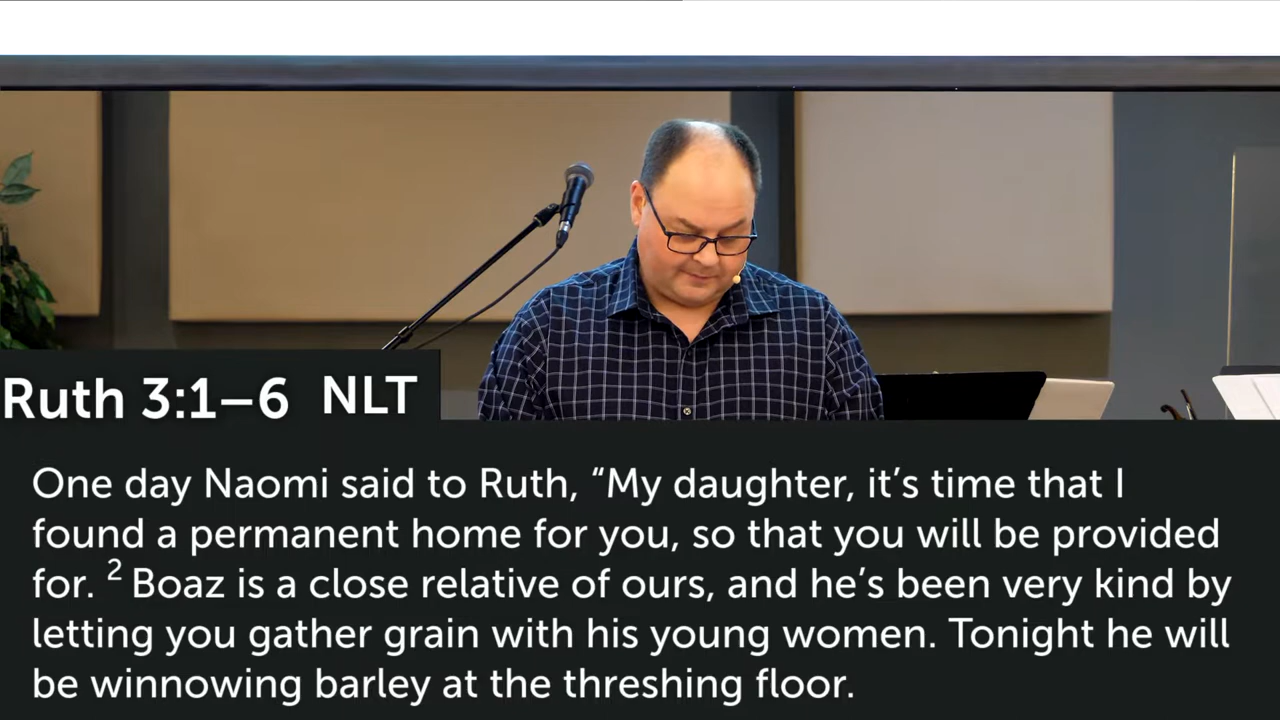 Ruth 3:1–6 NLT
One day Naomi said to Ruth, “My daughter, it’s time that I
found a permanent home for you, so that you will be provided
for. ² Boaz is a close relative of ours, and he’s been very kind by
letting you gather grain with his young women. Tonight he will
be winnowing barley at the threshing floor.